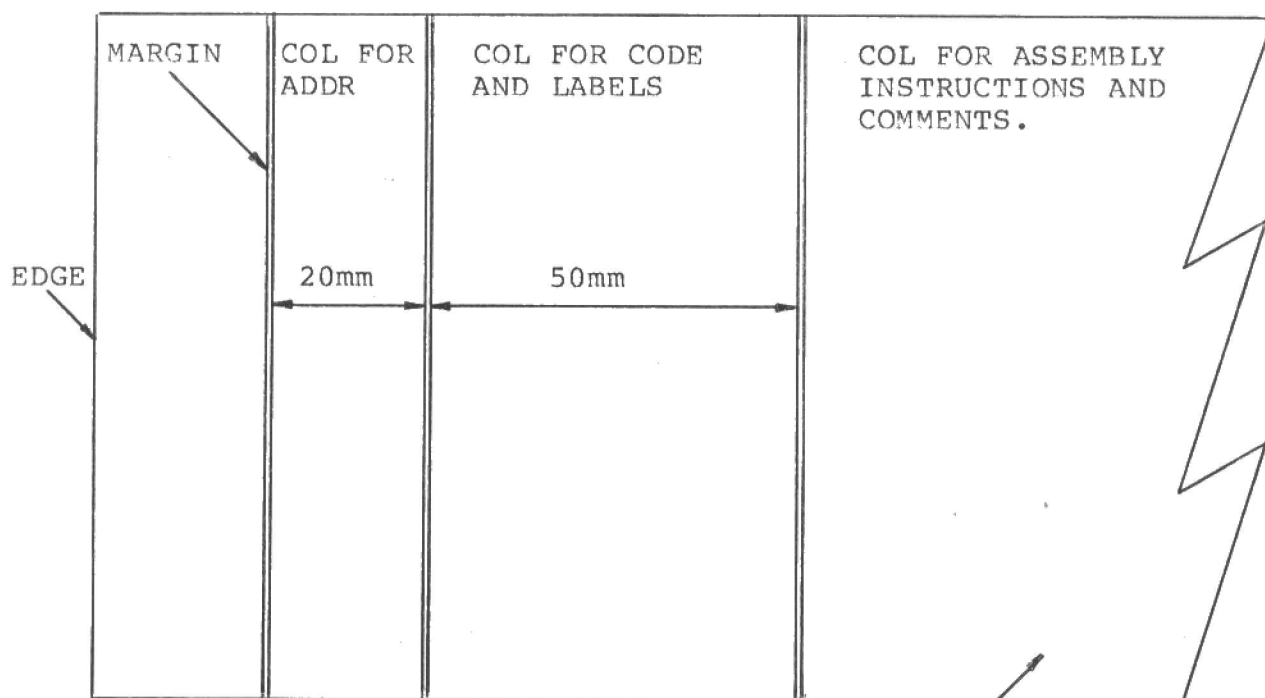 MARGIN
COL FOR
ADDR
COL FOR CODE
AND LABELS
COL FOR ASSEMBLY
INSTRUCTIONS AND
COMMENTS.
EDGE
20mm
50mm